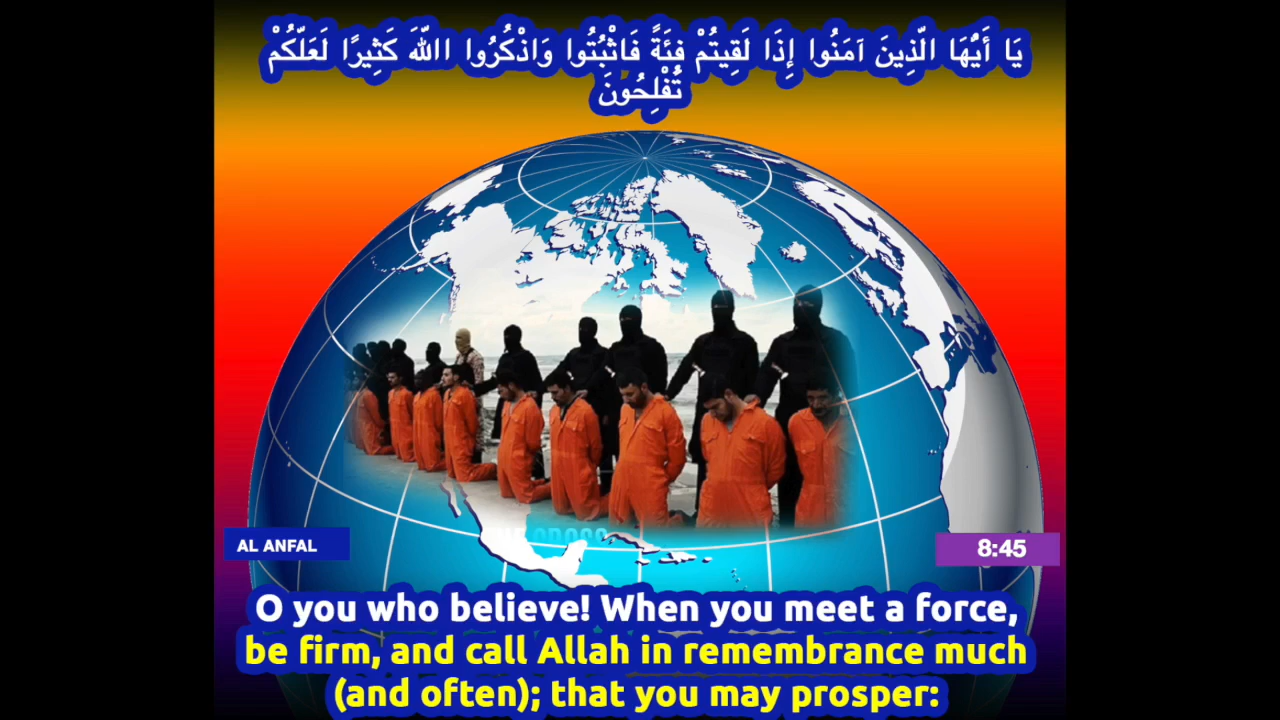 يَا أَيُّهَا الَّذِينَ آمَنُوا إِذَا لَقِيتُمْ فِئَةً فَاثْبُتُوا وَاذْكُرُوا اللَّهَ كَثِيرًا لَعَلَّكُمْ
تُفْلِحُونَ
AL ANFAL
8:45
O you who believe! When you meet a force,
be firm, and call Allah in remembrance much
(and often); that you may prosper: